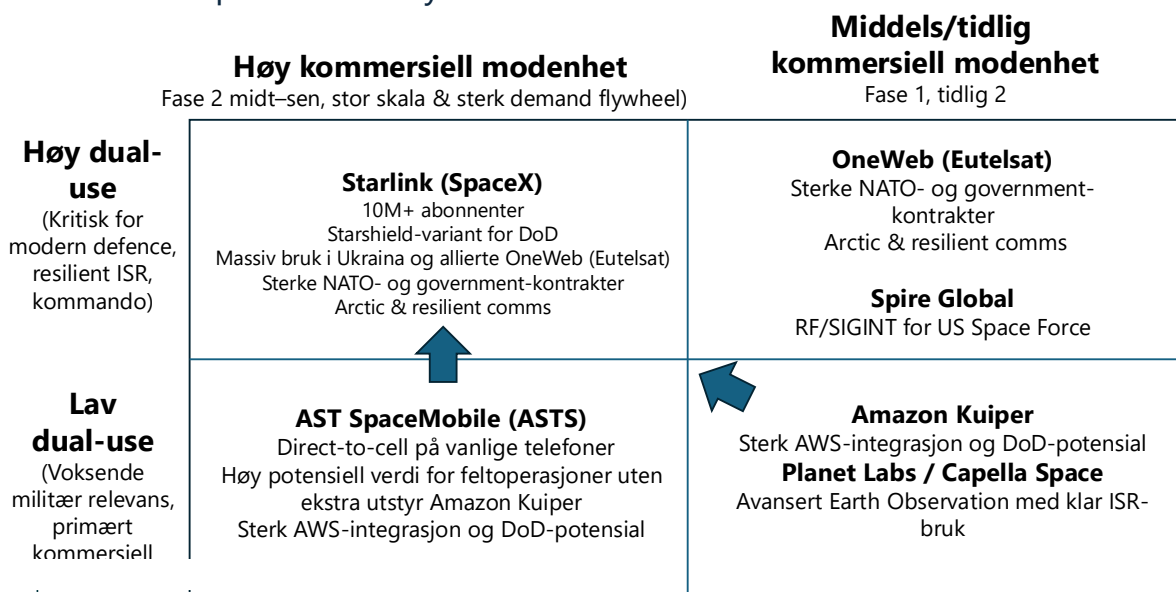 Høy kommersiell modenhet
Fase 2 midt–sen, stor skala & sterk demand flywheel)
Middels/tidlig
kommersiell modenhet
Fase 1, tidlig 2
Høy dual-
use
(Kritisk for
modern defence,
resilient ISR,
kommando)
Starlink (SpaceX)
10M+ abonnenter
Starshield-variant for DoD
Massiv bruk i Ukraina og allierte OneWeb (Eutelsat)
Sterke NATO- og government-kontrakter
Arctic & resilient comms
OneWeb (Eutelsat)
Sterke NATO- og government-
kontrakter
Arctic & resilient comms
Spire Global
RF/SIGINT for US Space Force
Lav
dual-use
(Voksende
militær relevans,
primært
kommersiell
AST SpaceMobile (ASTS)
Direct-to-cell på vanlige telefoner
Høy potensiell verdi for feltoperasjoner uten
ekstra utstyr Amazon Kuiper
Sterk AWS-integrasjon og DoD-potensial
Amazon Kuiper
Sterk AWS-integrasjon og DoD-potensial
Planet Labs / Capella Space
Avansert Earth Observation med klar ISR-
bruk